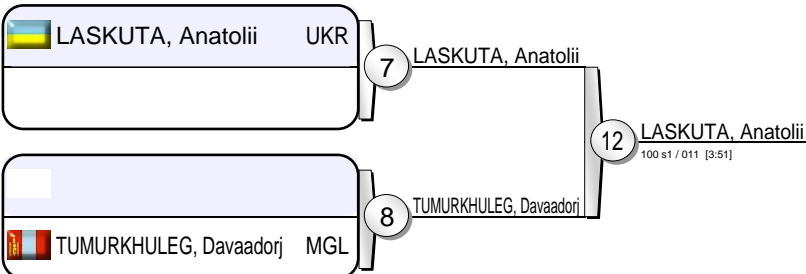 LASKUTA, Anatolii UKR
7
LASKUTA, Anatolii
12
LASKUTA, Anatolii
100 s1 / 011 [3:51]
8
TUMURKHULEG, Davaadorj
TUMURKHULEG, Davaadorj MGL